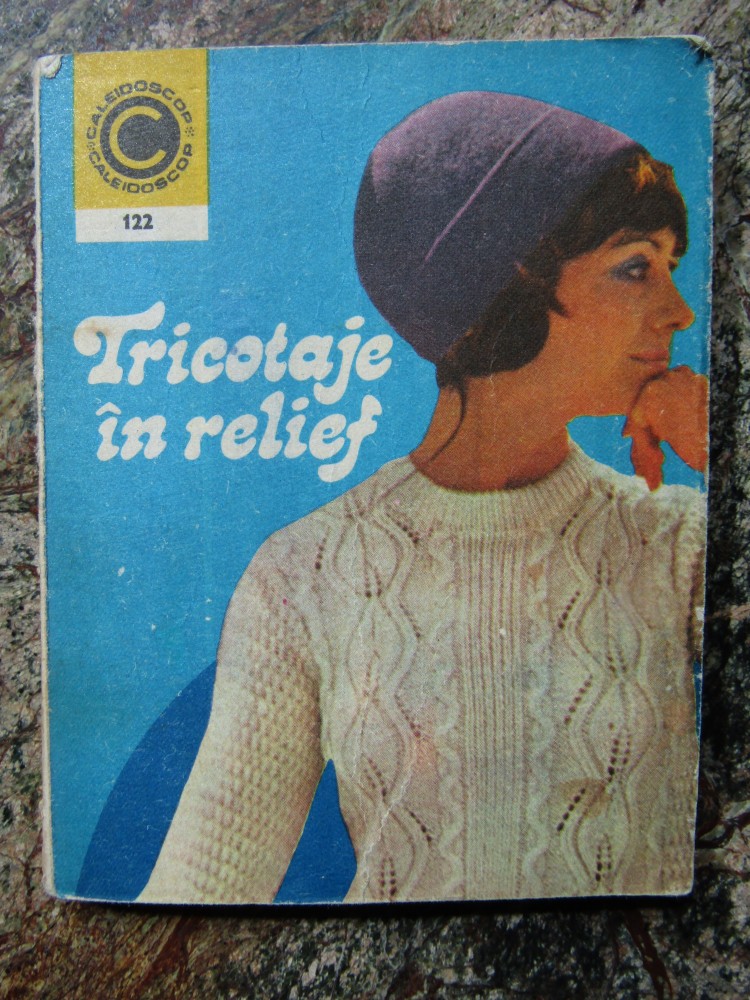 CALEIDOSCOP
C
CALEIDOSCOP
122
Tricotaje
în relief